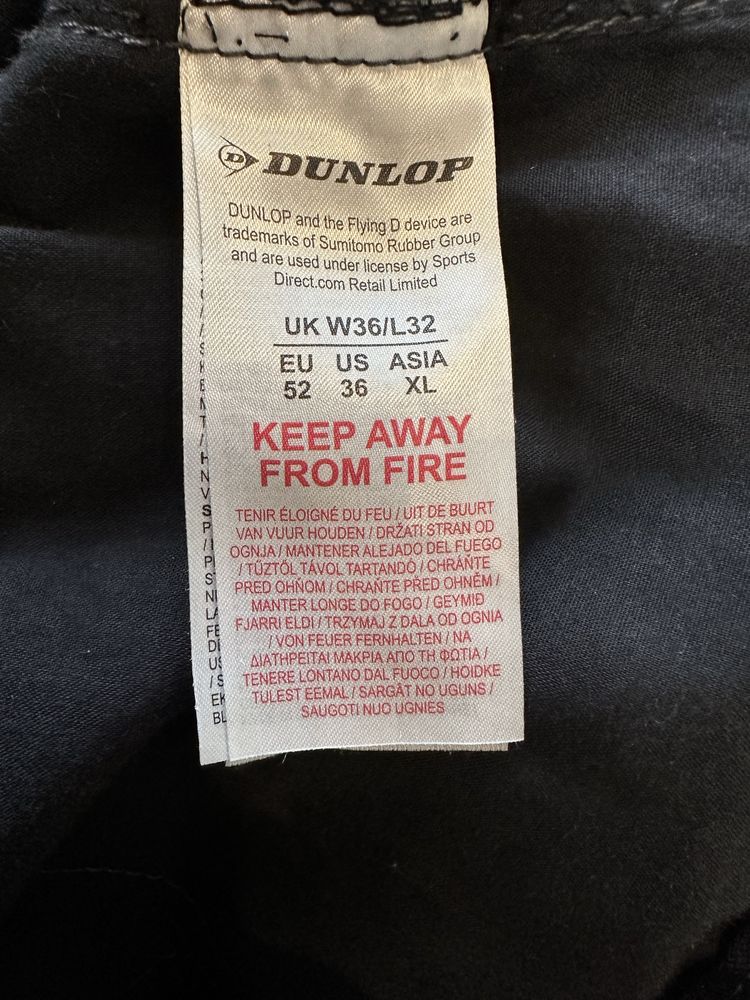 DUNLOP
DUNLOP and the Flying D device are
trademarks of Sumitomo Rubber Group
and are used under license by Sports
Direct.com Retail Limited
UK W36/L32
EU US ASIA
52 36 XL
KEEP AWAY
FROM FIRE
TENIR ÉLOIGNÉ DU FEU / UIT DE BUURT
VAN VUUR HOUDEN / DRŽATI STRAN OD
OGNJA / MANTENER ALEJADO DEL FUEGO
/ TŰZTŐL TÁVOL TARTANDÓ / CHRÁŇTE
PRED OHŇOM / CHRAŇTE PŘED OHNĚM /
MANTER LONGE DO FOGO / GEYMIÐ
FJARRI ELDI / TRZYMAJ Z DALA OD OGNIA
/ VON FEUER FERNHALTEN / ΝΑ
ΔΙΑΤΗΡΕΙΤΑΙ ΜΑΚΡΙΑ ΑΠΟ ΤΗ ΦΩΤΙΑ /
TENERE LONTANO DAL FUOCO / HOIDKE
TULEST EEMAL / SARGĀT NO UGUNS /
SAUGOTI NUO UGNIES